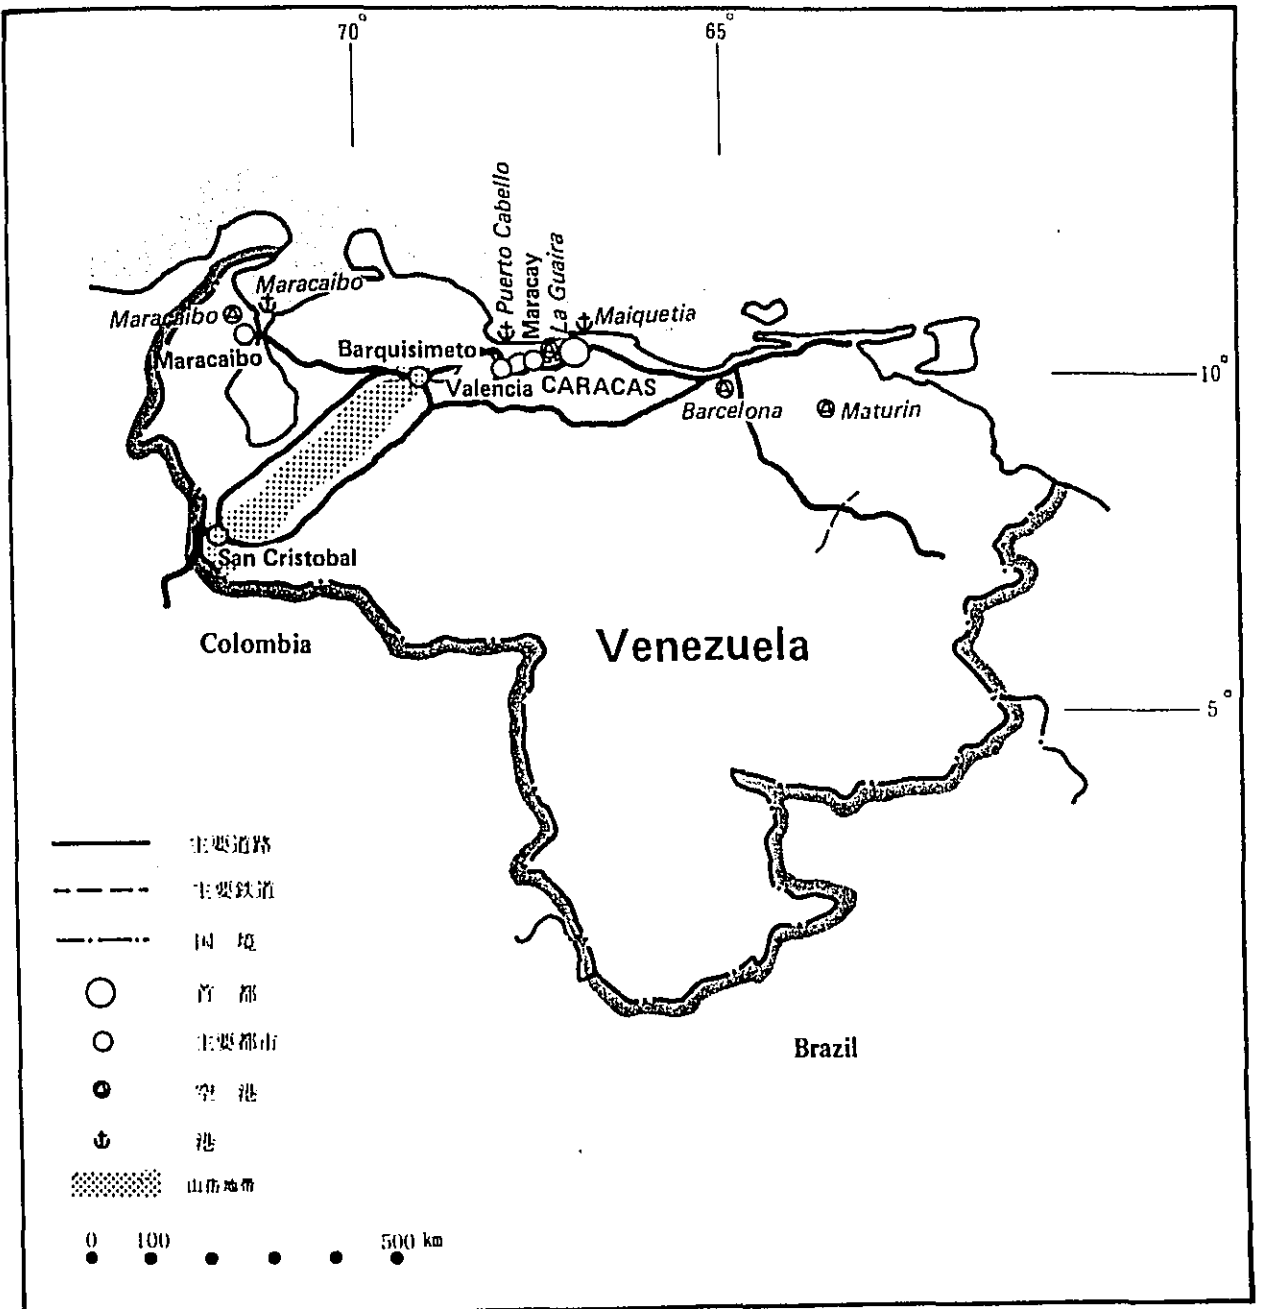 70°
65°
Puerto Cabello
Maracay
La Guaira
Maracaibo
Maracaibo
Maiquetia
Maracaibo
Barquisimeto
10°
Valencia
CARACAS
Barcelona
Maturin
San Cristobal
Colombia
Venezuela
5°
主要道路
主要鉄道
国 境
首 都
主要都市
空 港
港
山岳地帯
Brazil
0 100 500 km